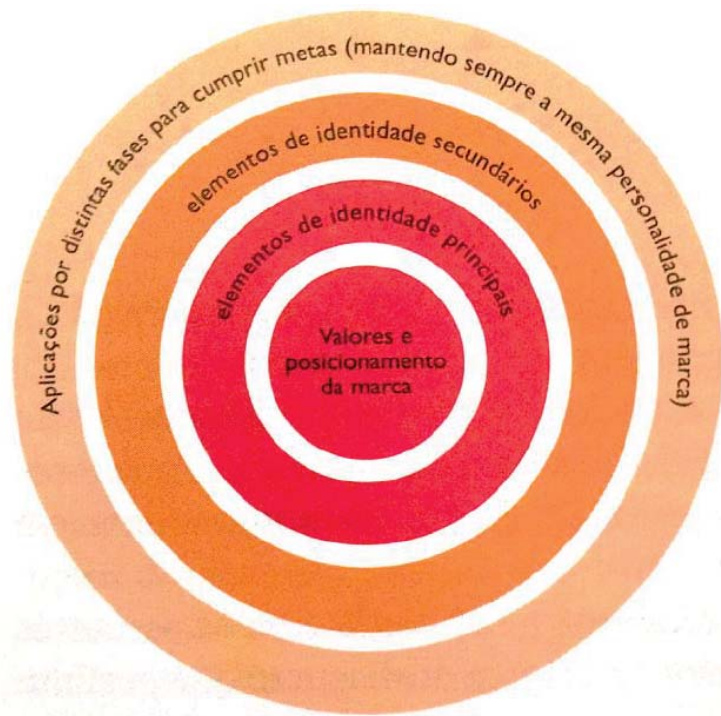 Aplicações por distintas fases para cumprir metas (mantendo sempre a mesma personalidade de marca)
elementos de identidade secundários
elementos de identidade principais
Valores e
posicionamento
da marca